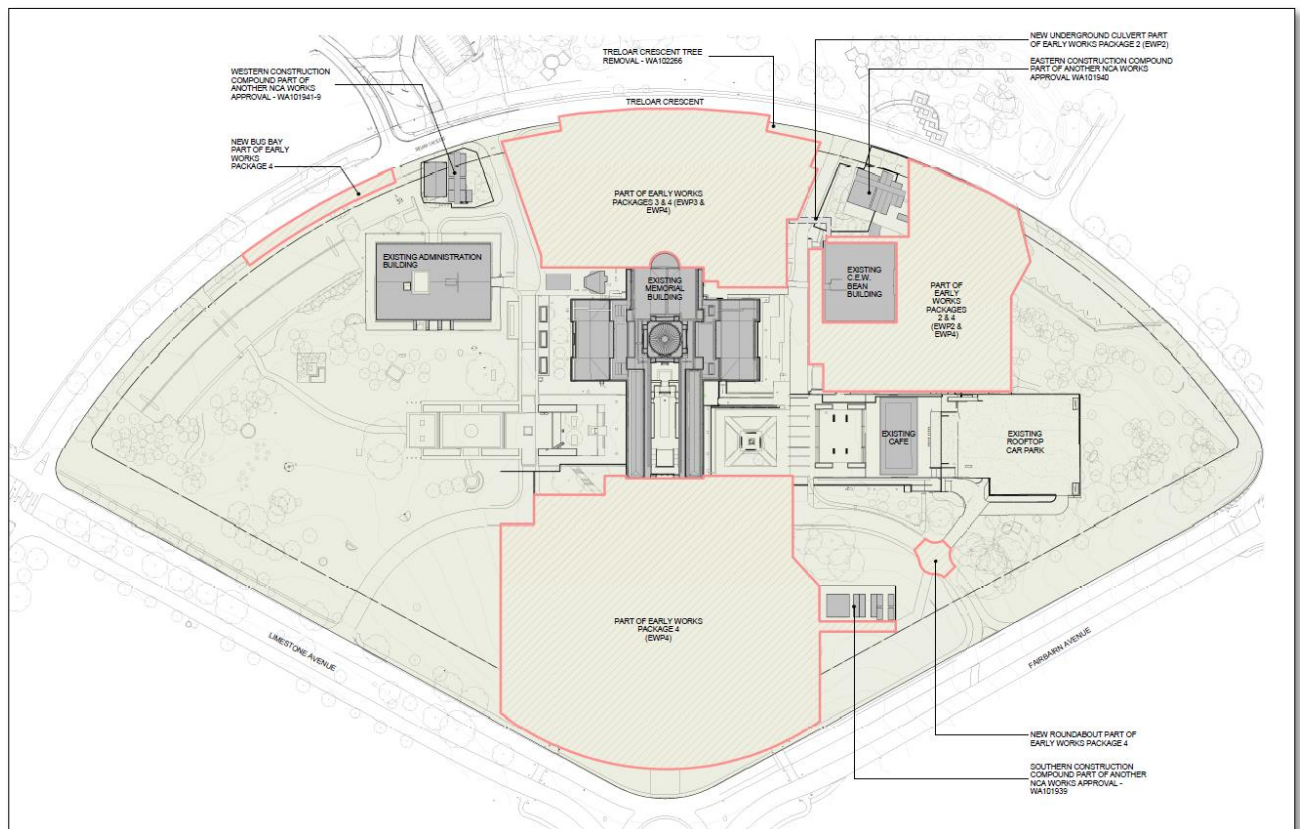 NEW UNDERGROUND CULVERT PART
OF EARLY WORKS PACKAGE 2 (EWP2)
TRELOAR CRESCENT TREE
REMOVAL - WA102266
EASTERN CONSTRUCTION COMPOUND
PART OF ANOTHER NCA WORKS
APPROVAL WA101940
WESTERN CONSTRUCTION
COMPOUND PART OF
ANOTHER NCA WORKS
APPROVAL - WA101941-9
TRELOAR CRESCENT
NEW BUS BAY
PART OF EARLY
WORKS
PACKAGE 4
PART OF EARLY WORKS
PACKAGES 3 & 4 (EWP3 &
EWP4)
EXISTING ADMINISTRATION
BUILDING
EXISTING
MEMORIAL
BUILDING
EXISTING
C.E.W.
BEAN
BUILDING
PART OF
EARLY
WORKS
PACKAGES
2 & 4
(EWP2 &
EWP4)
EXISTING
CAFE
EXISTING
ROOFTOP
CAR PARK
PART OF EARLY WORKS
PACKAGE 4
(EWP4)
LIMESTONE AVENUE
FAIRBAIRN AVENUE
NEW ROUNDABOUT PART OF
EARLY WORKS PACKAGE 4
SOUTHERN CONSTRUCTION
COMPOUND PART OF ANOTHER
NCA WORKS APPROVAL -
WA101939